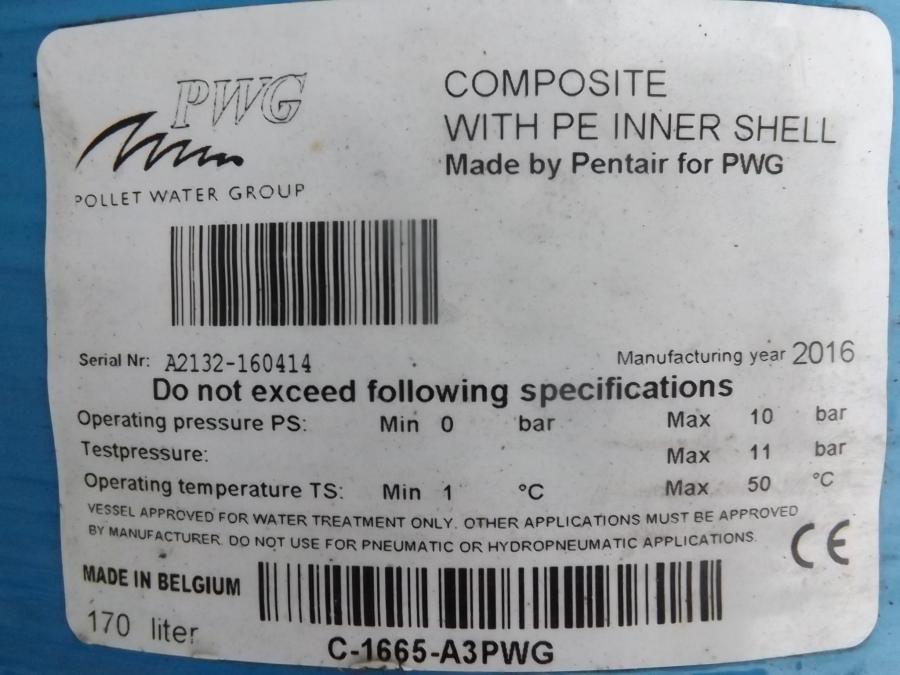 PWG
POLLET WATER GROUP
COMPOSITE
WITH PE INNER SHELL
Made by Pentair for PWG
Serial Nr: A2132-160414
Manufacturing year 2016
Do not exceed following specifications
Operating pressure PS: Min 0 bar Max 10 bar
Testpressure: Max 11 bar
Operating temperature TS: Min 1 °C Max 50 °C
VESSEL APPROVED FOR WATER TREATMENT ONLY. OTHER APPLICATIONS MUST BE APPROVED
BY MANUFACTURER. DO NOT USE FOR PNEUMATIC OR HYDROPNEUMATIC APPLICATIONS.
CE
MADE IN BELGIUM
170 liter
C-1665-A3PWG